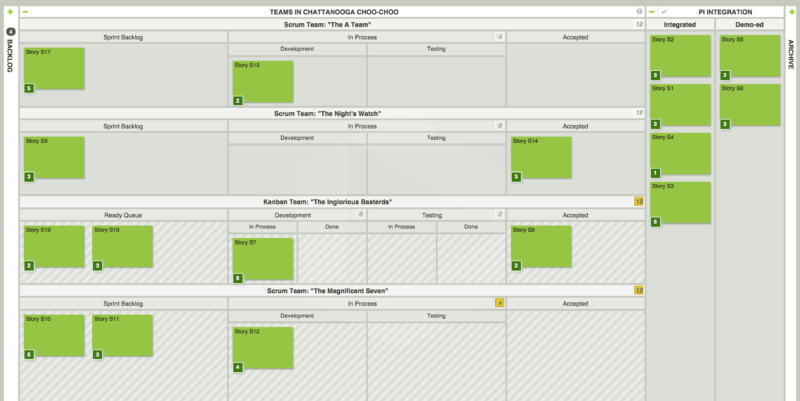 TEAMS IN CHATTANOOGA CHOO-CHOO
PI INTEGRATION
4
BACKLOG
ARCHIVE
Scrum Team: "The A Team"
12
Integrated
Demo-ed
Sprint Backlog
In Process
4
Accepted
Development
Testing
Story S17
5
Story S13
2
Story S2
3
Story S5
2
Story S1
2
Story S6
3
Story S4
1
Story S3
5
Scrum Team: "The Night's Watch"
12
Sprint Backlog
In Process
Accepted
Development
Testing
Story S9
3
Story S14
3
Kanban Team: "The Inglorious Basterds"
12
Ready Queue
Development
Testing
2
Accepted
In Process
Done
In Process
Done
Story S19
2
Story S18
3
Story S7
Story S8
2
Scrum Team: "The Magnificent Seven"
12
Sprint Backlog
In Process
4
Accepted
Development
Testing
Story S10
Story S11
3
Story S12
4